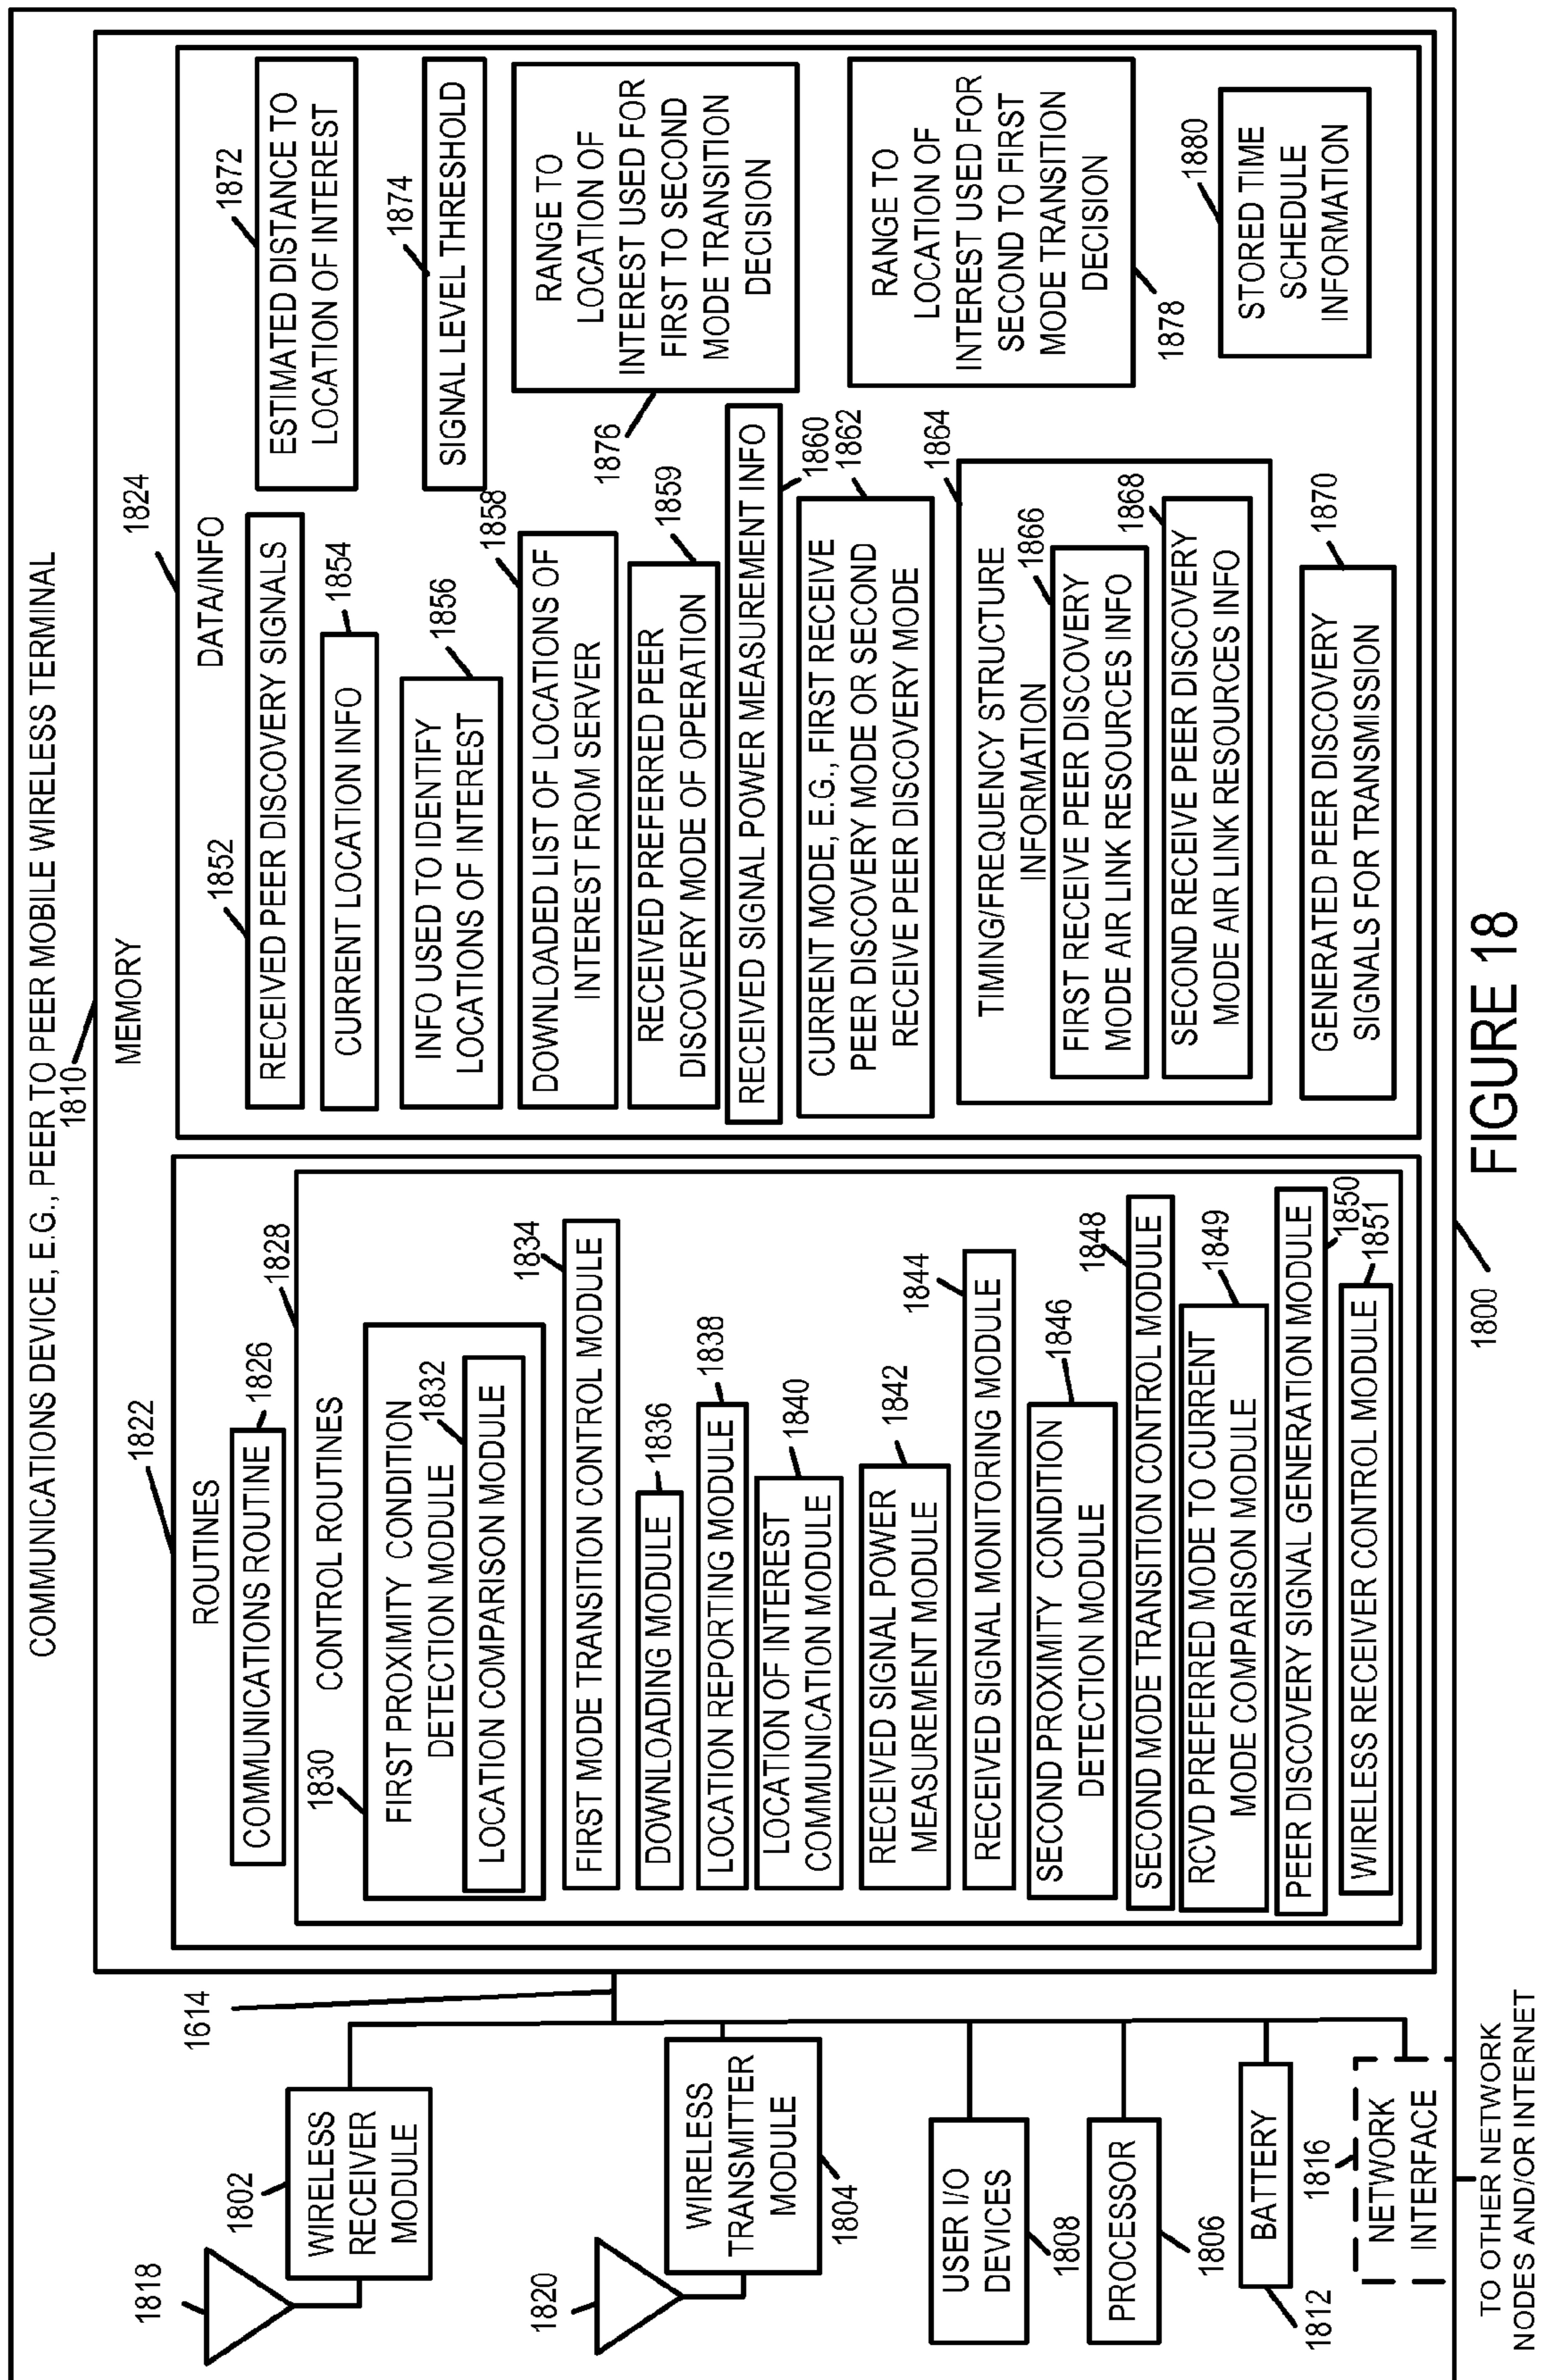 COMMUNICATIONS DEVICE, E.G., PEER TO PEER MOBILE WIRELESS TERMINAL
1818
1802
WIRELESS
RECEIVER
MODULE
1820
WIRELESS
TRANSMITTER
MODULE
1804
USER I/O
DEVICES
1808
PROCESSOR
1806
BATTERY
1812
1816
NETWORK
INTERFACE
TO OTHER NETWORK
NODES AND/OR INTERNET
1614
1810
MEMORY
1822
ROUTINES
COMMUNICATIONS ROUTINE
1826
1828
CONTROL ROUTINES
1830
FIRST PROXIMITY CONDITION
DETECTION MODULE
1832
LOCATION COMPARISON MODULE
1834
FIRST MODE TRANSITION CONTROL MODULE
DOWNLOADING MODULE
1836
LOCATION REPORTING MODULE
1838
LOCATION OF INTEREST
COMMUNICATION MODULE
1840
RECEIVED SIGNAL POWER
MEASUREMENT MODULE
1842
RECEIVED SIGNAL MONITORING MODULE
1844
SECOND PROXIMITY CONDITION
DETECTION MODULE
1846
SECOND MODE TRANSITION CONTROL MODULE
1848
RCVD PREFERRED MODE TO CURRENT
MODE COMPARISON MODULE
1849
PEER DISCOVERY SIGNAL GENERATION MODULE
1850
WIRELESS RECEIVER CONTROL MODULE
1851
1824
DATA/INFO
1852
RECEIVED PEER DISCOVERY SIGNALS
CURRENT LOCATION INFO
1854
INFO USED TO IDENTIFY
LOCATIONS OF INTEREST
1856
DOWNLOADED LIST OF LOCATIONS OF
INTEREST FROM SERVER
1858
RECEIVED PREFERRED PEER
DISCOVERY MODE OF OPERATION
1859
RECEIVED SIGNAL POWER MEASUREMENT INFO
1860
CURRENT MODE, E.G., FIRST RECEIVE
PEER DISCOVERY MODE OR SECOND
RECEIVE PEER DISCOVERY MODE
1862
1864
TIMING/FREQUENCY STRUCTURE
INFORMATION
1866
FIRST RECEIVE PEER DISCOVERY
MODE AIR LINK RESOURCES INFO
1868
SECOND RECEIVE PEER DISCOVERY
MODE AIR LINK RESOURCES INFO
GENERATED PEER DISCOVERY
SIGNALS FOR TRANSMISSION
1870
1872
ESTIMATED DISTANCE TO
LOCATION OF INTEREST
1874
SIGNAL LEVEL THRESHOLD
RANGE TO
LOCATION OF
INTEREST USED FOR
FIRST TO SECOND
MODE TRANSITION
DECISION
1876
RANGE TO
LOCATION OF
INTEREST USED FOR
SECOND TO FIRST
MODE TRANSITION
DECISION
1878
1880
STORED TIME
SCHEDULE
INFORMATION
1800
FIGURE 18